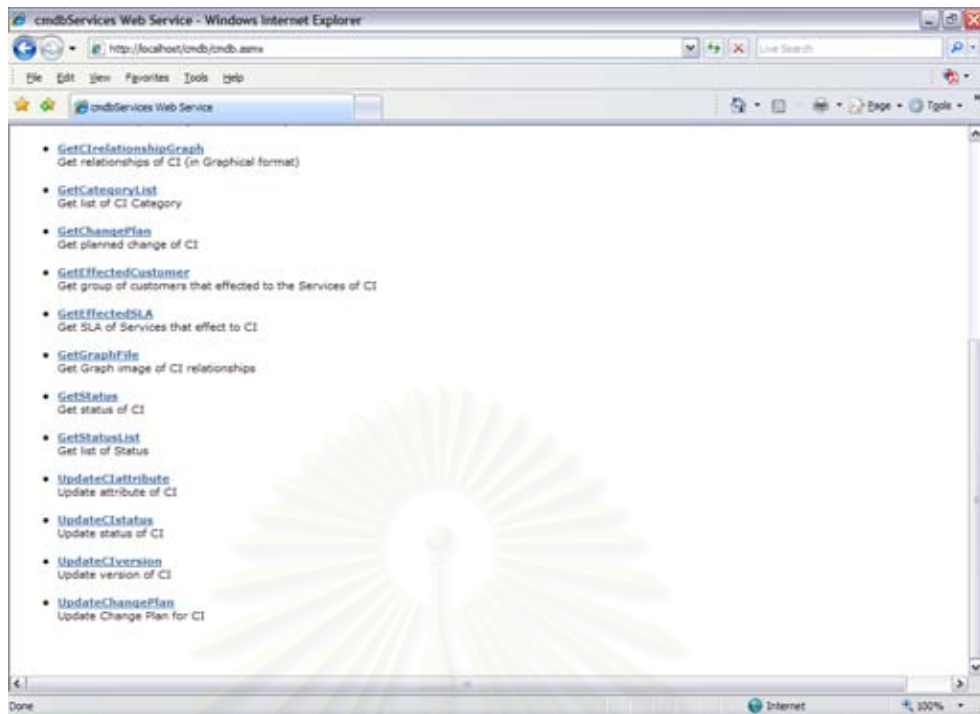 cmdbServices Web Service - Windows Internet Explorer
http://localhost/cmdb/cmdb.asmx
Live Search
File Edit View Favorites Tools Help
cmdbServices Web Service
Page Tools
GetCIrelationshipGraph
Get relationships of CI (in Graphical format)
GetCategoryList
Get list of CI Category
GetChangePlan
Get planned change of CI
GetEffectedCustomer
Get group of customers that effected to the Services of CI
GetEffectedSLA
Get SLA of Services that effect to CI
GetGraphFile
Get Graph image of CI relationships
GetStatus
Get status of CI
GetStatusList
Get list of Status
UpdateCIattribute
Update attribute of CI
UpdateCIstatus
Update status of CI
UpdateCIversion
Update version of CI
UpdateChangePlan
Update Change Plan for CI
Done Internet 100%